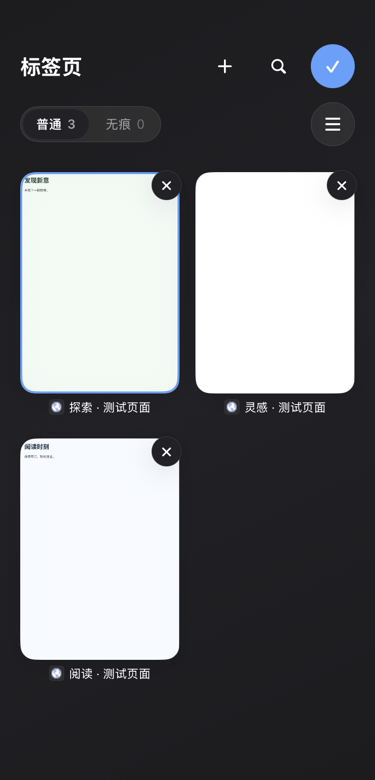 标签页
普通 3
无痕 0
发现新意
探索 · 测试页面
灵感 · 测试页面
阅读时刻
阅读 · 测试页面